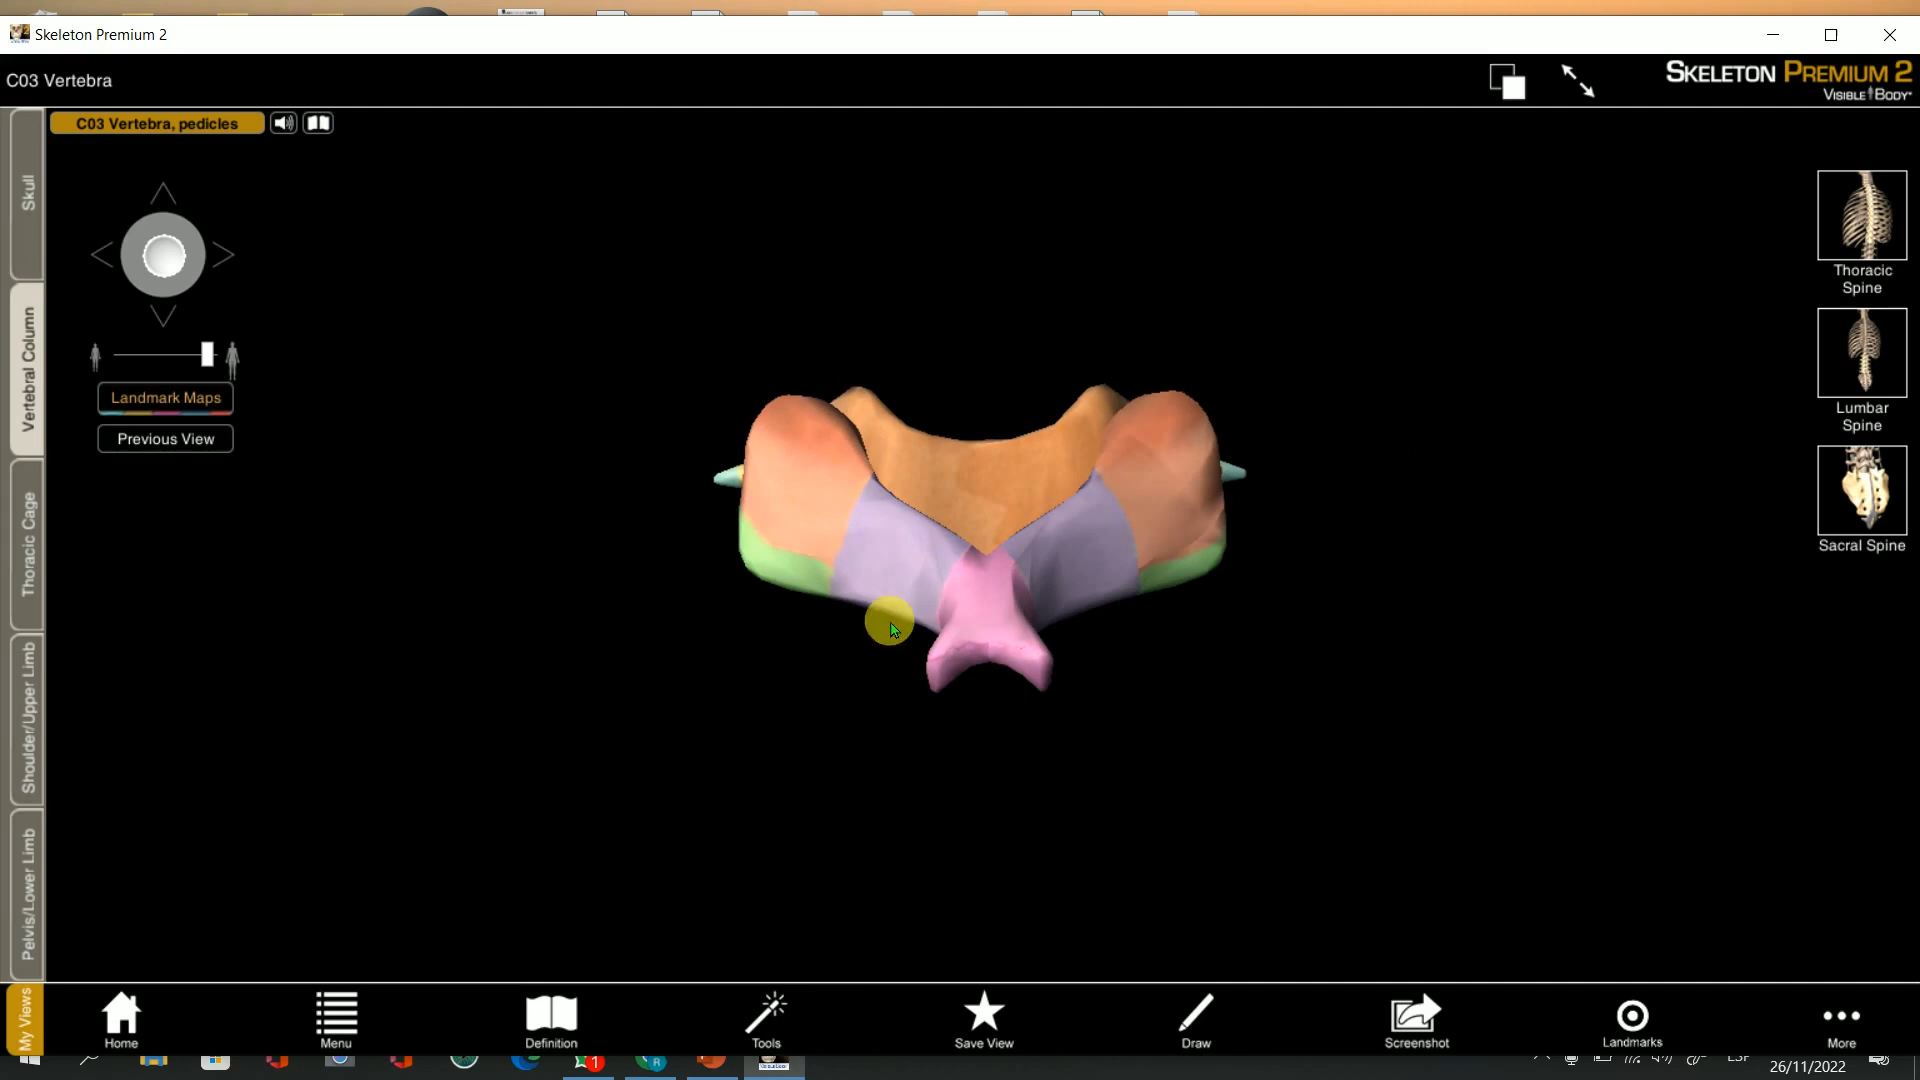 Skeleton Premium 2
C03 Vertebra
SKELETON PREMIUM 2
VISIBLE BODY
C03 Vertebra, pedicles
Skull
Vertebral Column
Thoracic Cage
Shoulder/Upper Limb
Pelvis/Lower Limb
My Views
Landmark Maps
Previous View
Thoracic
Spine
Lumbar
Spine
Sacral Spine
Home
Menu
Definition
Tools
Save View
Draw
Screenshot
Landmarks
More
1
R
ESP
26/11/2022